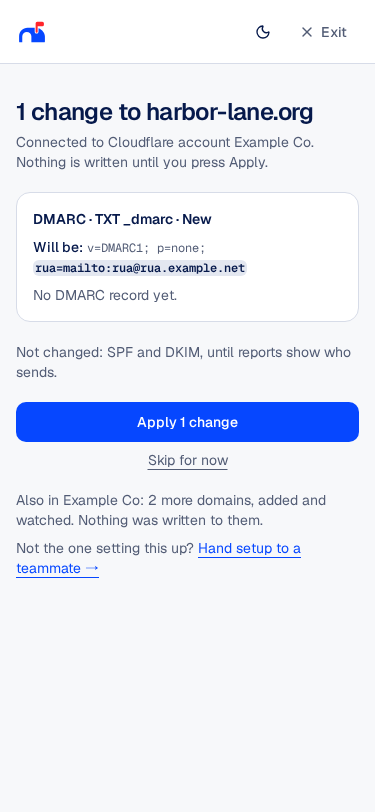 Exit
1 change to harbor-lane.org
Connected to Cloudflare account Example Co.
Nothing is written until you press Apply.
DMARC · TXT _dmarc · New
Will be: v=DMARC1; p=none;
rua=mailto:rua@rua.example.net
No DMARC record yet.
Not changed: SPF and DKIM, until reports show who
sends.
Apply 1 change
Skip for now
Also in Example Co: 2 more domains, added and
watched. Nothing was written to them.
Not the one setting this up? Hand setup to a
teammate →